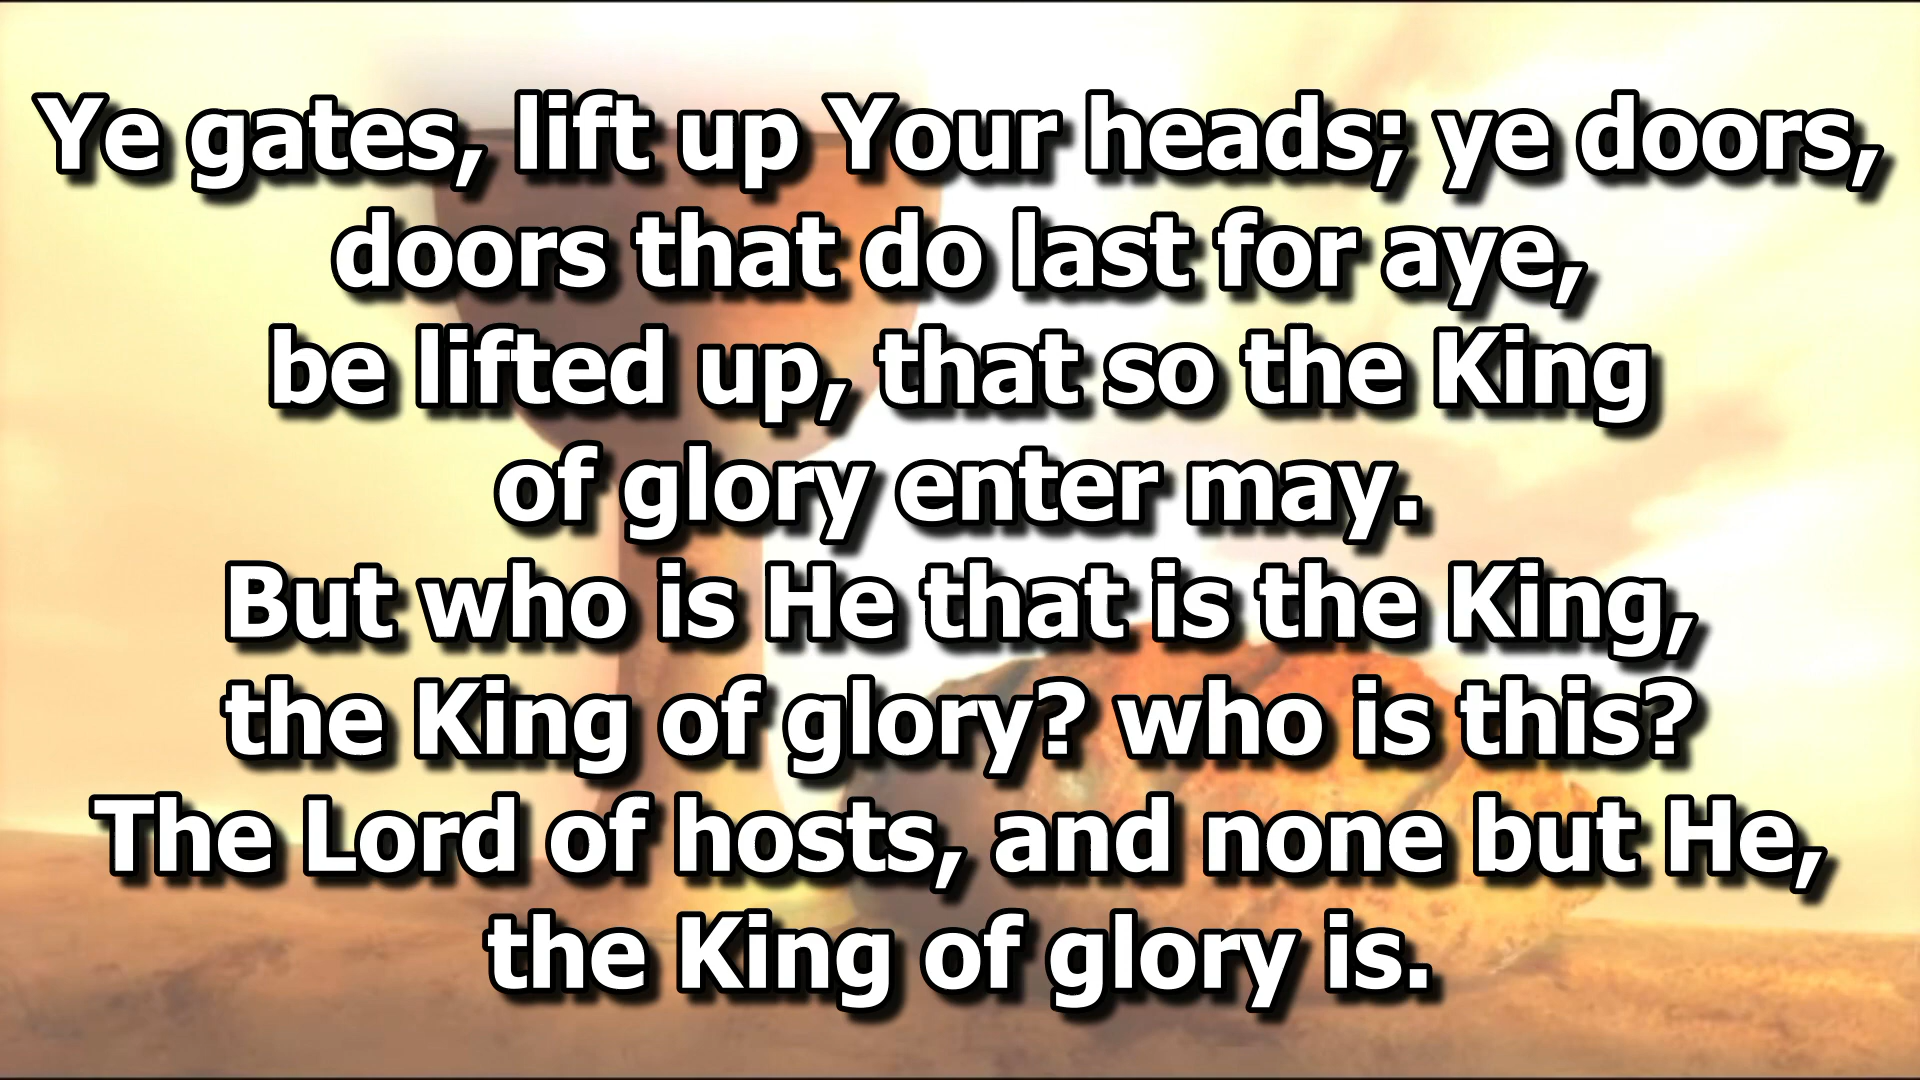 Ye gates, lift up Your heads; ye doors,
doors that do last for aye,
be lifted up, that so the King
of glory enter may.
But who is He that is the King,
the King of glory? who is this?
The Lord of hosts, and none but He,
the King of glory is.